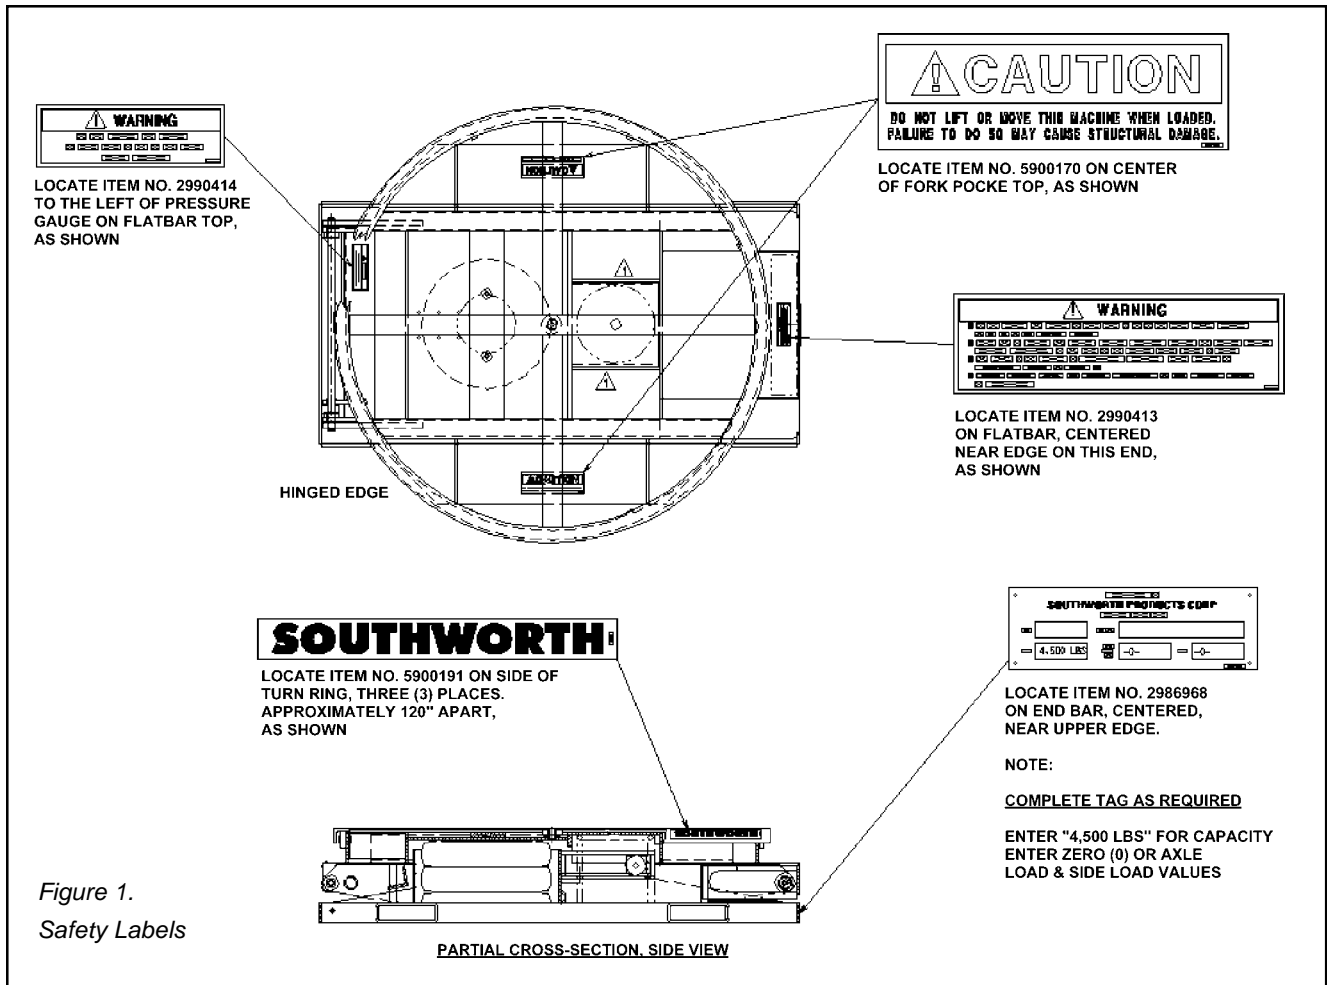 CAUTION
DO NOT LIFT OR MOVE THIS MACHINE WHEN LOADED.
FAILURE TO DO SO MAY CAUSE STRUCTURAL DAMAGE.
LOCATE ITEM NO. 5900170 ON CENTER
OF FORK POCKE TOP, AS SHOWN
WARNING
LOCATE ITEM NO. 2990414
TO THE LEFT OF PRESSURE
GAUGE ON FLATBAR TOP,
AS SHOWN
CAUTION
1
1
WARNING
LOCATE ITEM NO. 2990413
ON FLATBAR, CENTERED
NEAR EDGE ON THIS END,
AS SHOWN
CAUTION
HINGED EDGE
SOUTHWORTH
LOCATE ITEM NO. 5900191 ON SIDE OF
TURN RING, THREE (3) PLACES.
APPROXIMATELY 120" APART,
AS SHOWN
SOUTHWORTH PRODUCTS CORP
4,500 LBS -0- -0-
LOCATE ITEM NO. 2986968
ON END BAR, CENTERED,
NEAR UPPER EDGE.
NOTE:
COMPLETE TAG AS REQUIRED
ENTER "4,500 LBS" FOR CAPACITY
ENTER ZERO (0) OR AXLE
LOAD & SIDE LOAD VALUES
SOUTHWORTH
Figure 1.
Safety Labels
PARTIAL CROSS-SECTION, SIDE VIEW